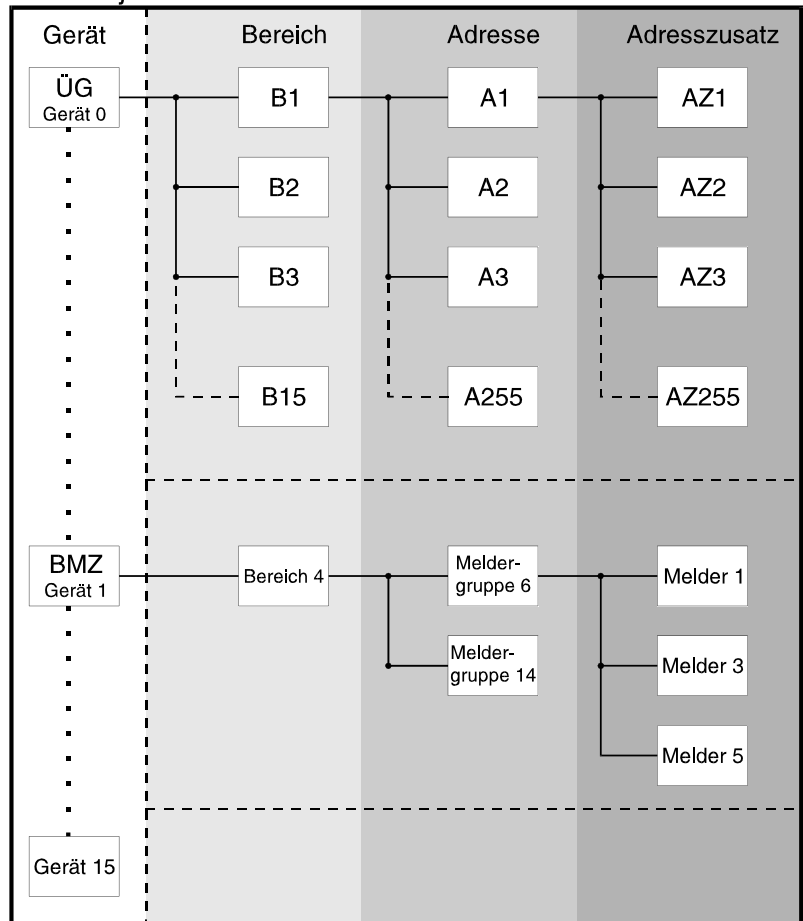 Gerät Bereich Adresse Adresszusatz
ÜG
Gerät 0
B1 A1 AZ1
B2 A2 AZ2
B3 A3 AZ3
B15 A255 AZ255
BMZ
Gerät 1
Bereich 4
Melder-
gruppe 6
Melder 1
Melder-
gruppe 14
Melder 3
Melder 5
Gerät 15